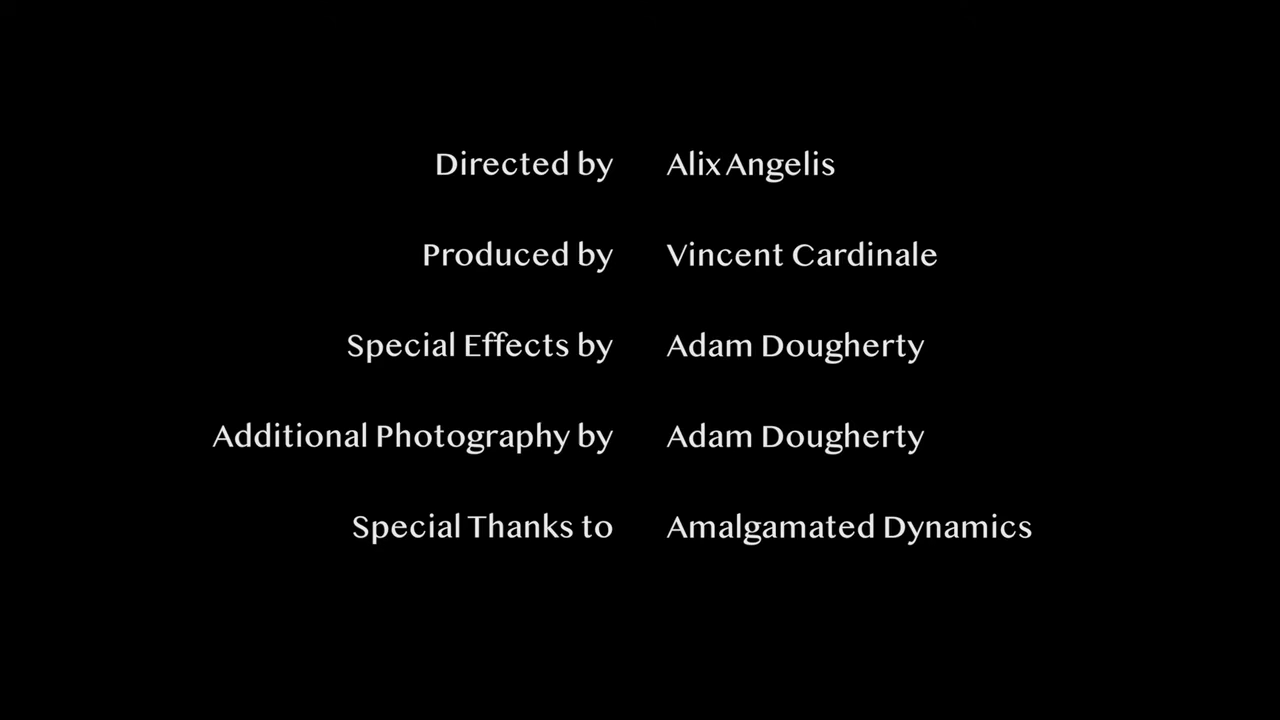 Directed by Alix Angelis
Produced by Vincent Cardinale
Special Effects by Adam Dougherty
Additional Photography by Adam Dougherty
Special Thanks to Amalgamated Dynamics